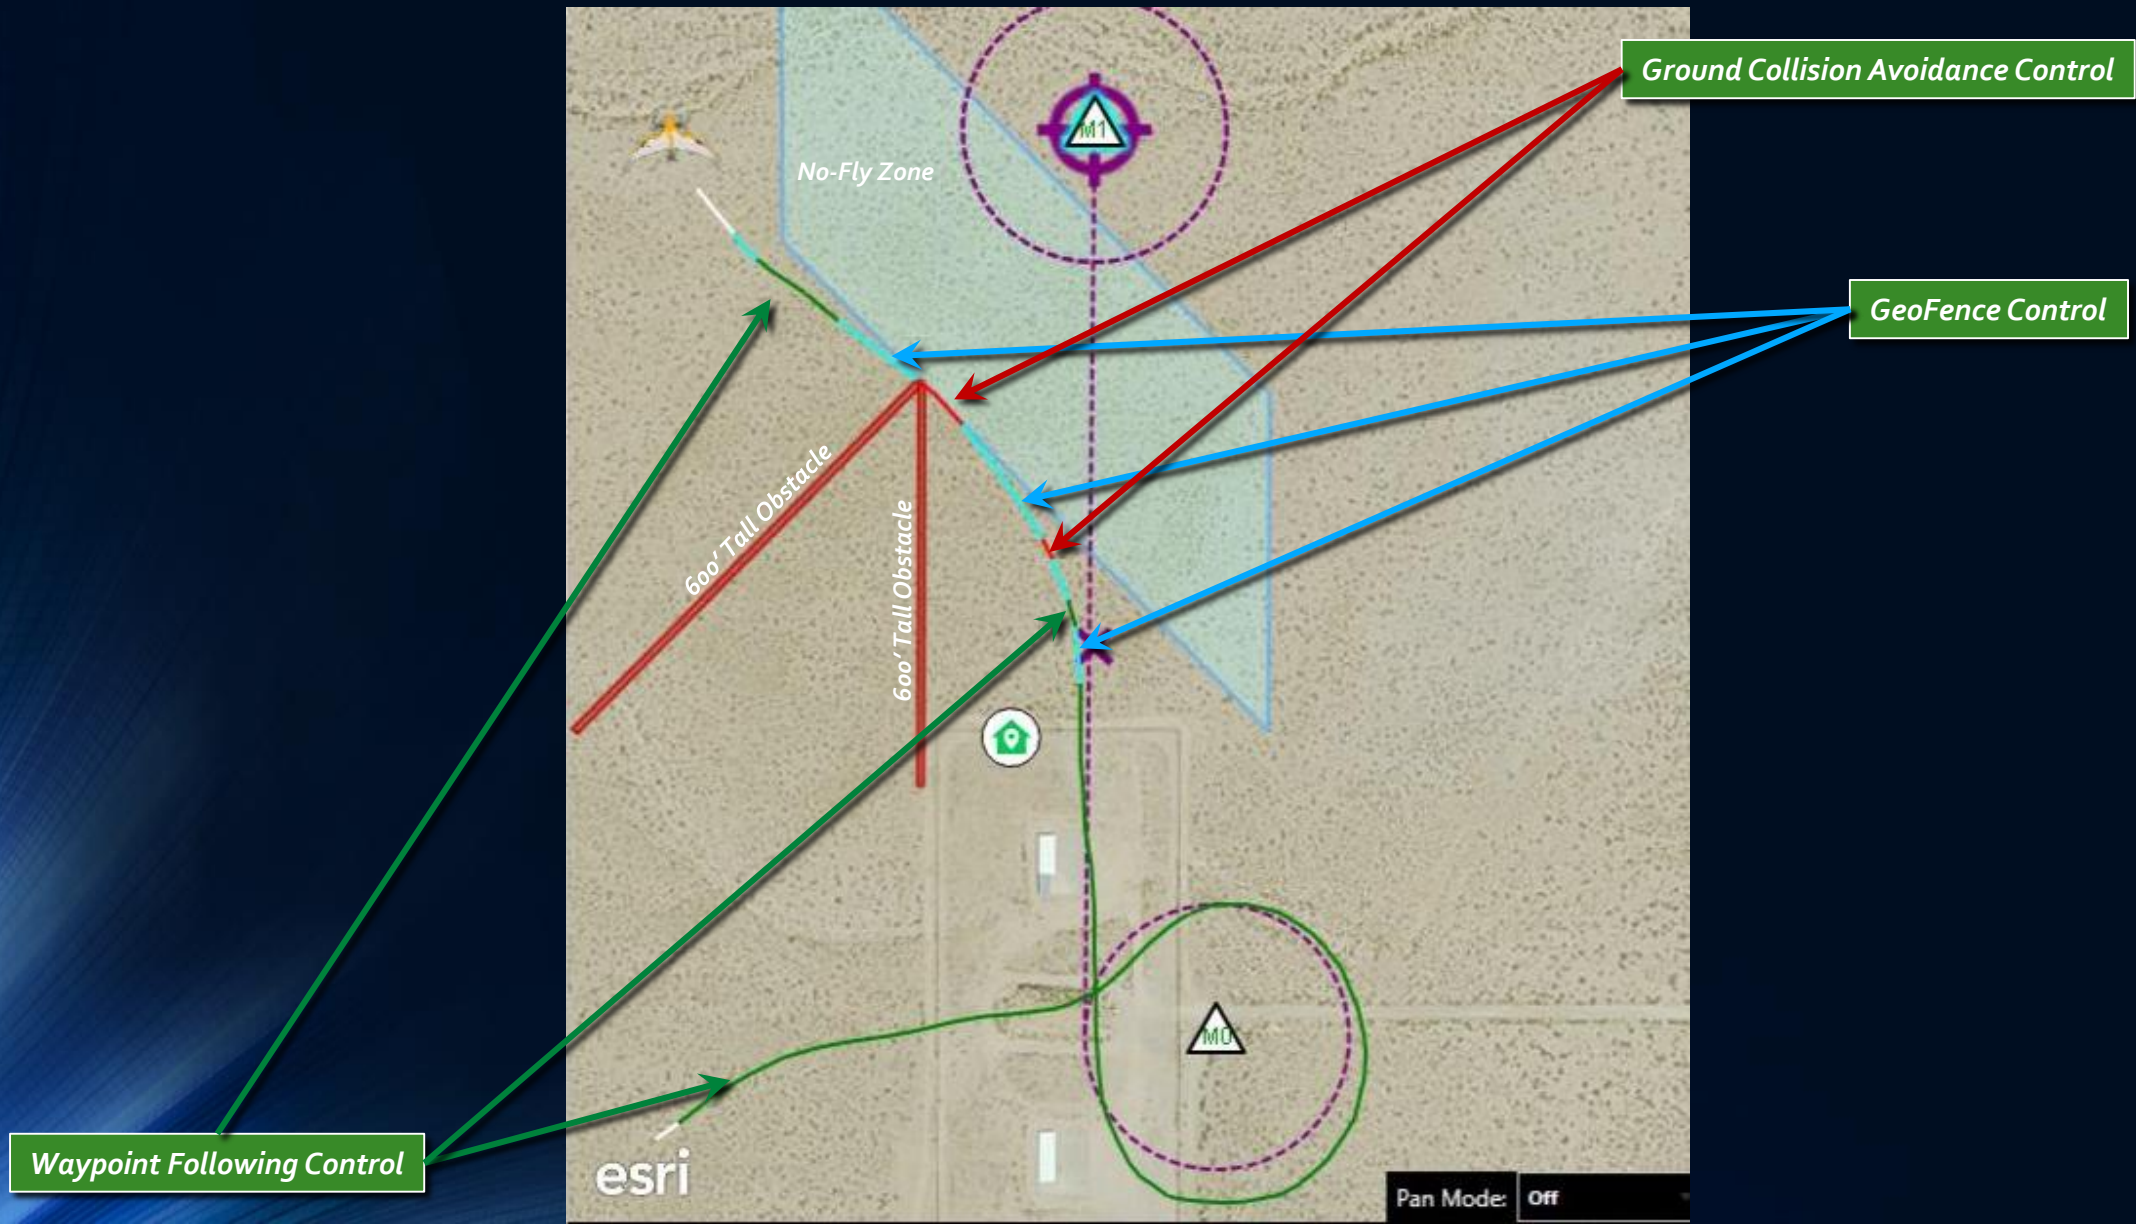 Ground Collision Avoidance Control
M1
No-Fly Zone
GeoFence Control
600' Tall Obstacle
600' Tall Obstacle
M0
Waypoint Following Control
esri
Pan Mode: Off